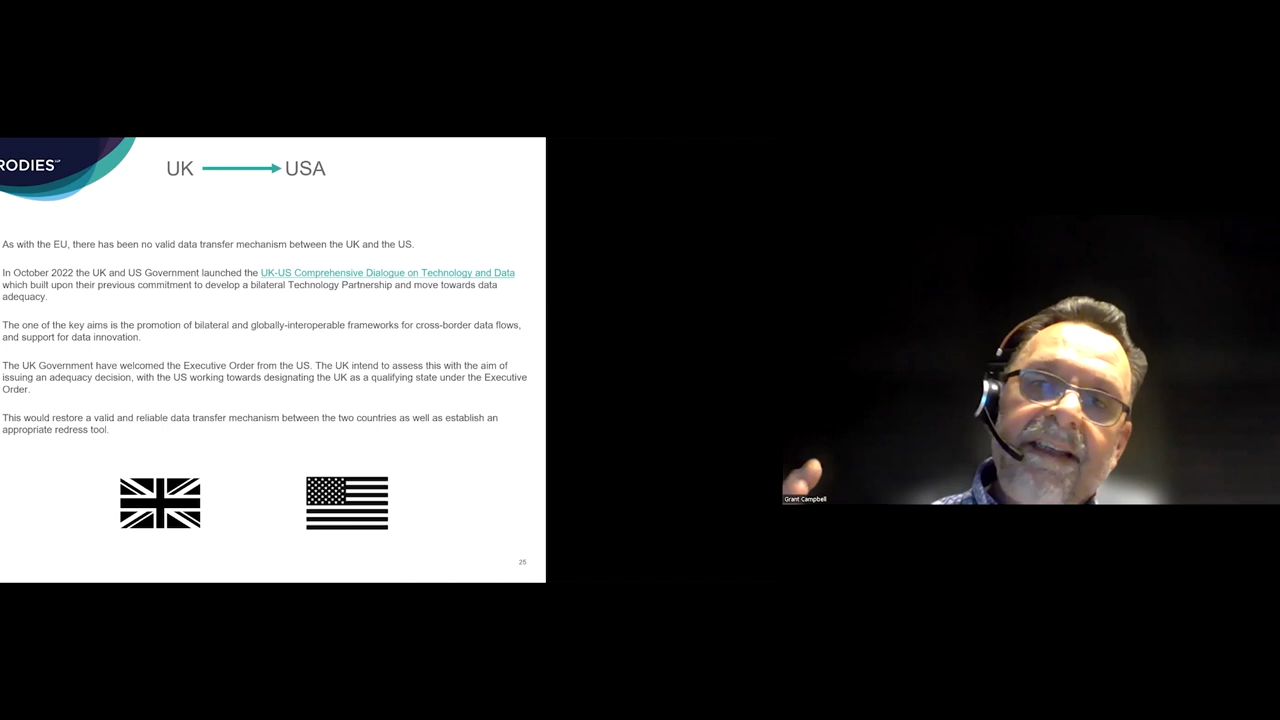 RODIES LLP
UK USA
As with the EU, there has been no valid data transfer mechanism between the UK and the US.
In October 2022 the UK and US Government launched the UK-US Comprehensive Dialogue on Technology and Data
which built upon their previous commitment to develop a bilateral Technology Partnership and move towards data
adequacy.
The one of the key aims is the promotion of bilateral and globally-interoperable frameworks for cross-border data flows,
and support for data innovation.
The UK Government have welcomed the Executive Order from the US. The UK intend to assess this with the aim of
issuing an adequacy decision, with the US working towards designating the UK as a qualifying state under the Executive
Order.
This would restore a valid and reliable data transfer mechanism between the two countries as well as establish an
appropriate redress tool.
25
Grant Campbell